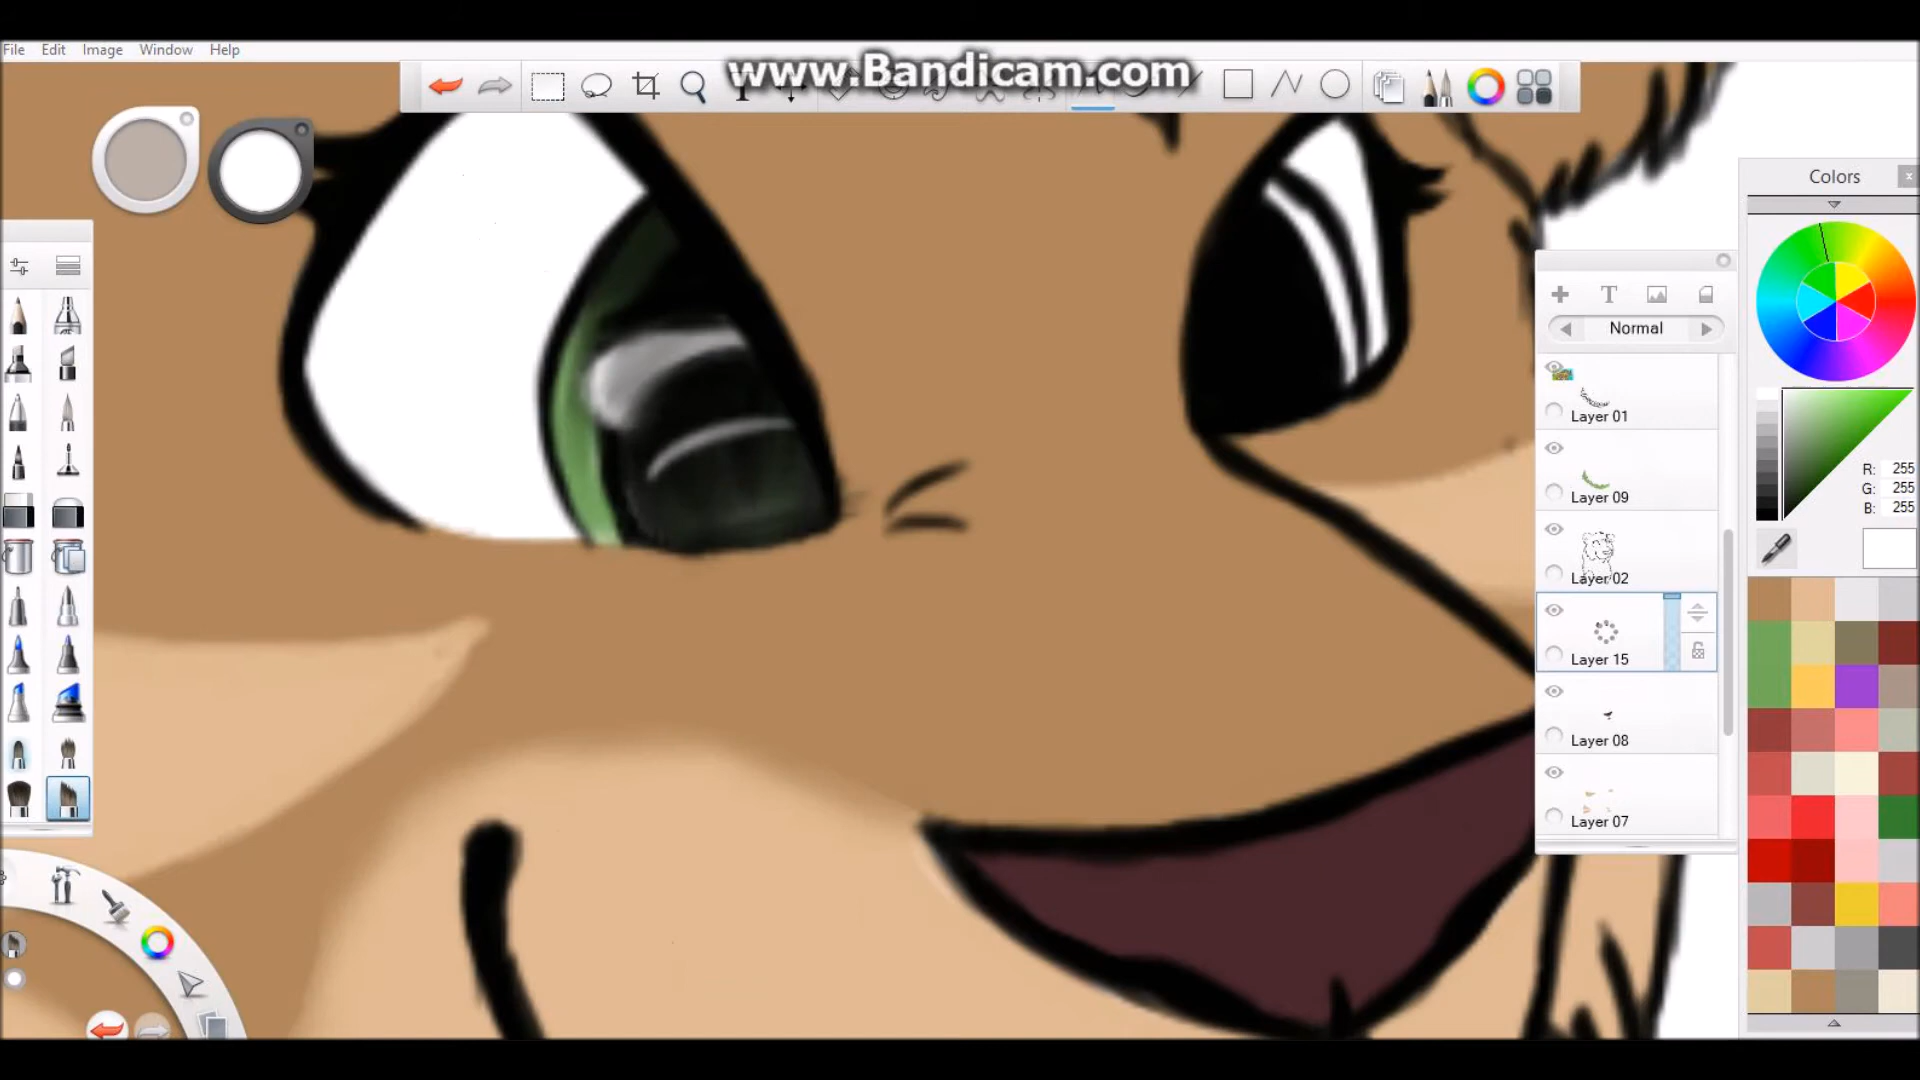 File Edit Image Window Help
www.Bandicam.com
T
Colors
T
Normal
Layer 01
Layer 09
Layer 02
Layer 15
Layer 08
Layer 07
R: 255
G: 255
B: 255